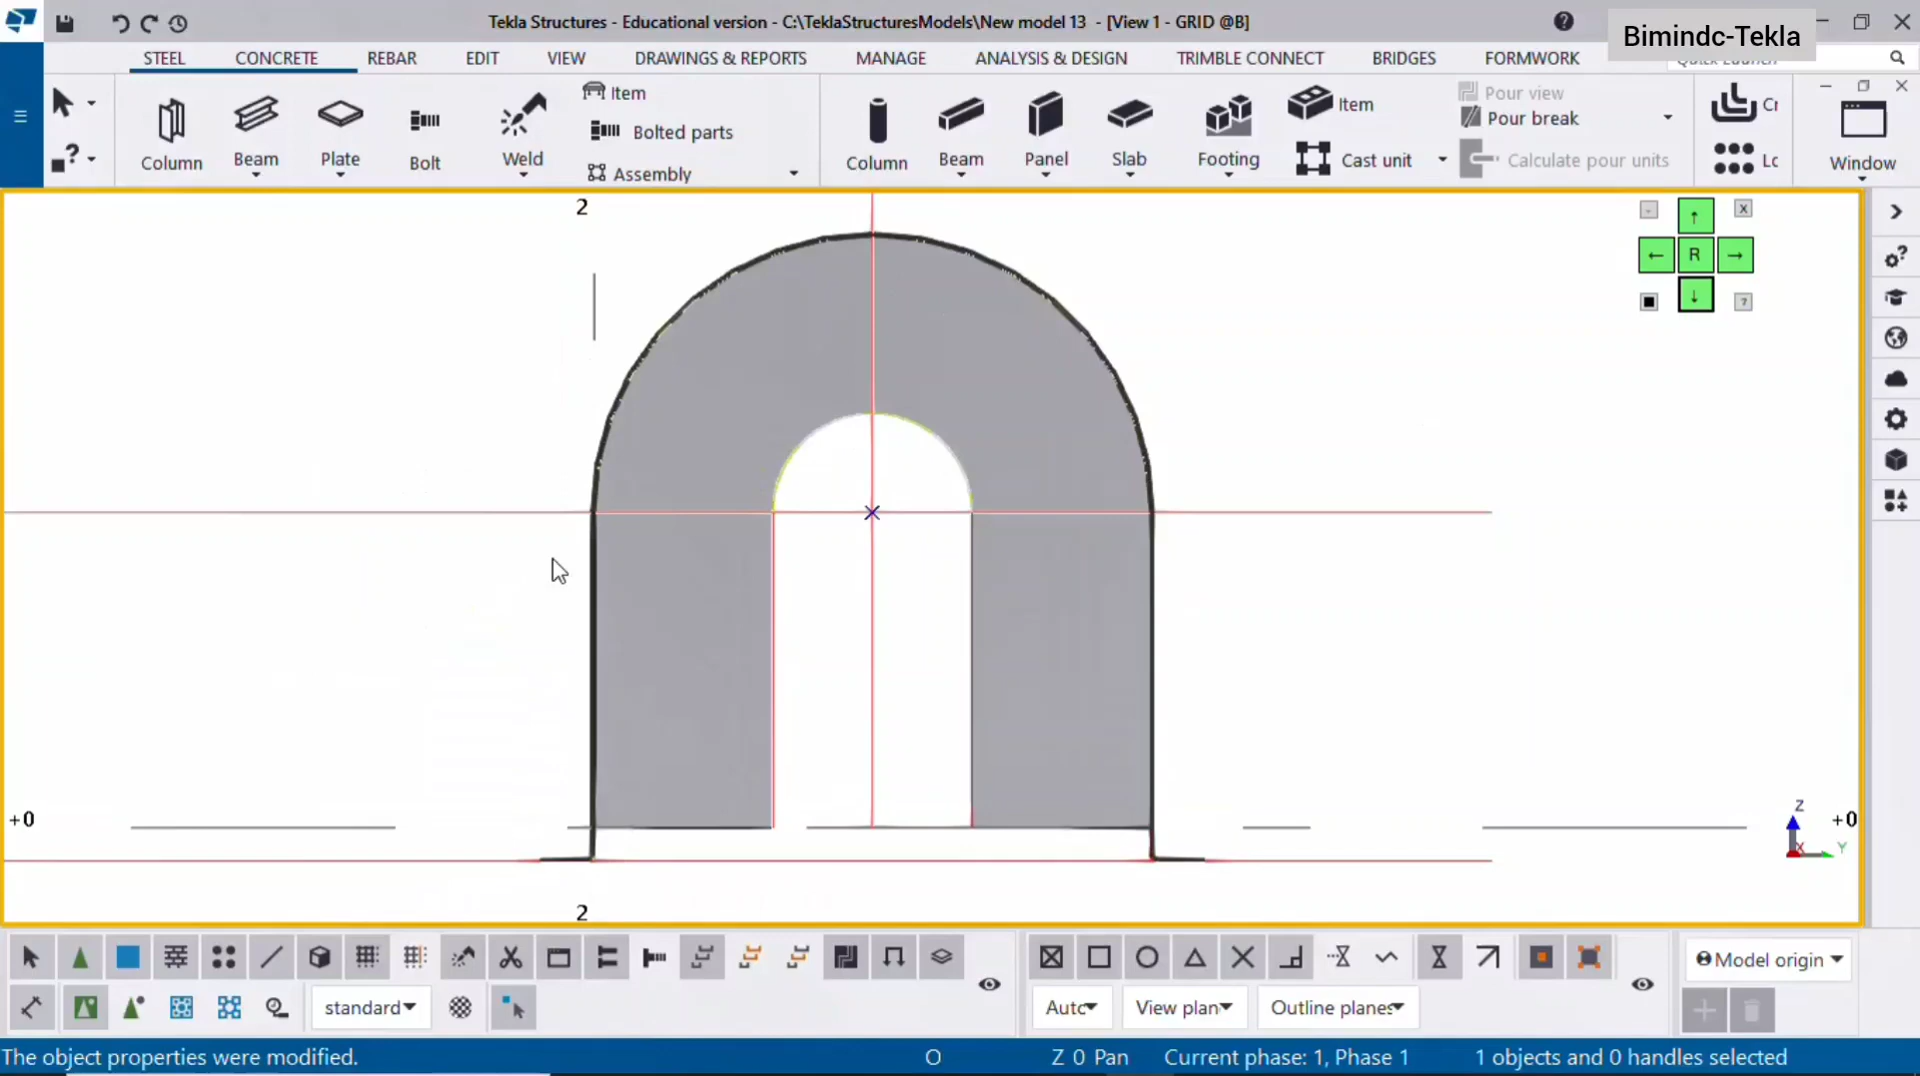 Tekla Structures - Educational version - C:\TeklaStructuresModels\New model 13 - [View 1 - GRID @B]
Bimindc-Tekla
STEEL CONCRETE REBAR EDIT VIEW DRAWINGS & REPORTS MANAGE ANALYSIS & DESIGN TRIMBLE CONNECT BRIDGES FORMWORK
Item
Bolted parts
Assembly
Column Beam Plate Bolt Weld
Column Beam Panel Slab Footing
Item
Cast unit
Pour view
Pour break
Calculate pour units
Window
2
R
+0
+0
Z
X
Y
2
standard
Auto
View plan
Outline planes
Model origin
The object properties were modified.
O
Z 0 Pan
Current phase: 1, Phase 1
1 objects and 0 handles selected